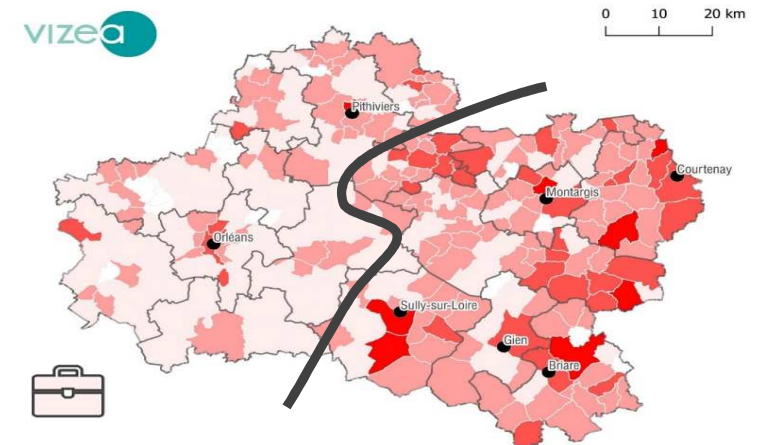 vizea
0 10 20 km
Pithiviers
Courtenay
Montargis
Orléans
Sully-sur-Loire
Gien
Briare